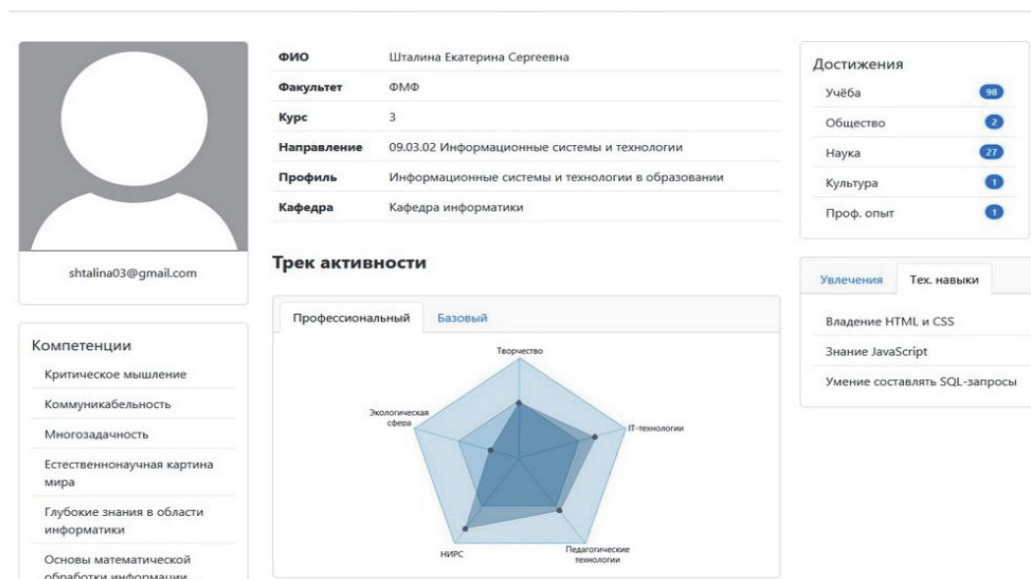 ФИО Шталина Екатерина Сергеевна
Факультет ФМФ
Курс 3
Направление 09.03.02 Информационные системы и технологии
Профиль Информационные системы и технологии в образовании
Кафедра Кафедра информатики
shtalina03@gmail.com
Компетенции
Критическое мышление
Коммуникабельность
Многозадачность
Естественнонаучная картина
мира
Глубокие знания в области
информатики
Основы математической
обработки информации
Трек активности
Профессиональный Базовый
Творчество
Экологическая
сфера
IT-технологии
НИРС
Педагогические
технологии
Достижения
Учёба 98
Общество 2
Наука 27
Культура 1
Проф. опыт 1
Увлечения Тех. навыки
Владение HTML и CSS
Знание JavaScript
Умение составлять SQL-запросы